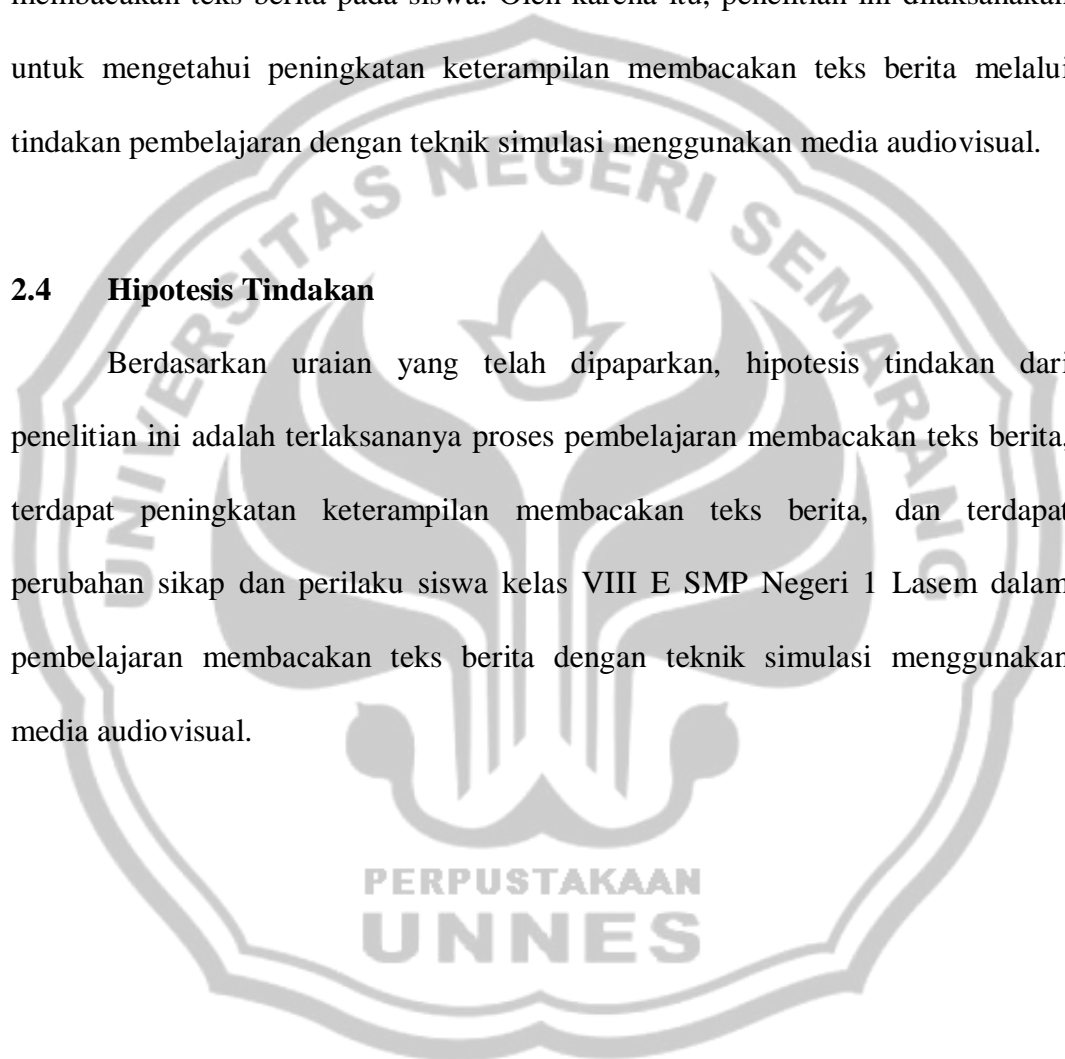 membacakan teks berita pada siswa. Oleh karena itu, penelitian ini dilaksanakan
untuk mengetahui peningkatan keterampilan membacakan teks berita melalui
tindakan pembelajaran dengan teknik simulasi menggunakan media audiovisual.
UNIVERSITAS NEGERI SEMARANG
2.4 Hipotesis Tindakan
Berdasarkan uraian yang telah dipaparkan, hipotesis tindakan dari
penelitian ini adalah terlaksananya proses pembelajaran membacakan teks berita,
terdapat peningkatan keterampilan membacakan teks berita, dan terdapat
perubahan sikap dan perilaku siswa kelas VIII E SMP Negeri 1 Lasem dalam
pembelajaran membacakan teks berita dengan teknik simulasi menggunakan
media audiovisual.
PERPUSTAKAAN
UNNES